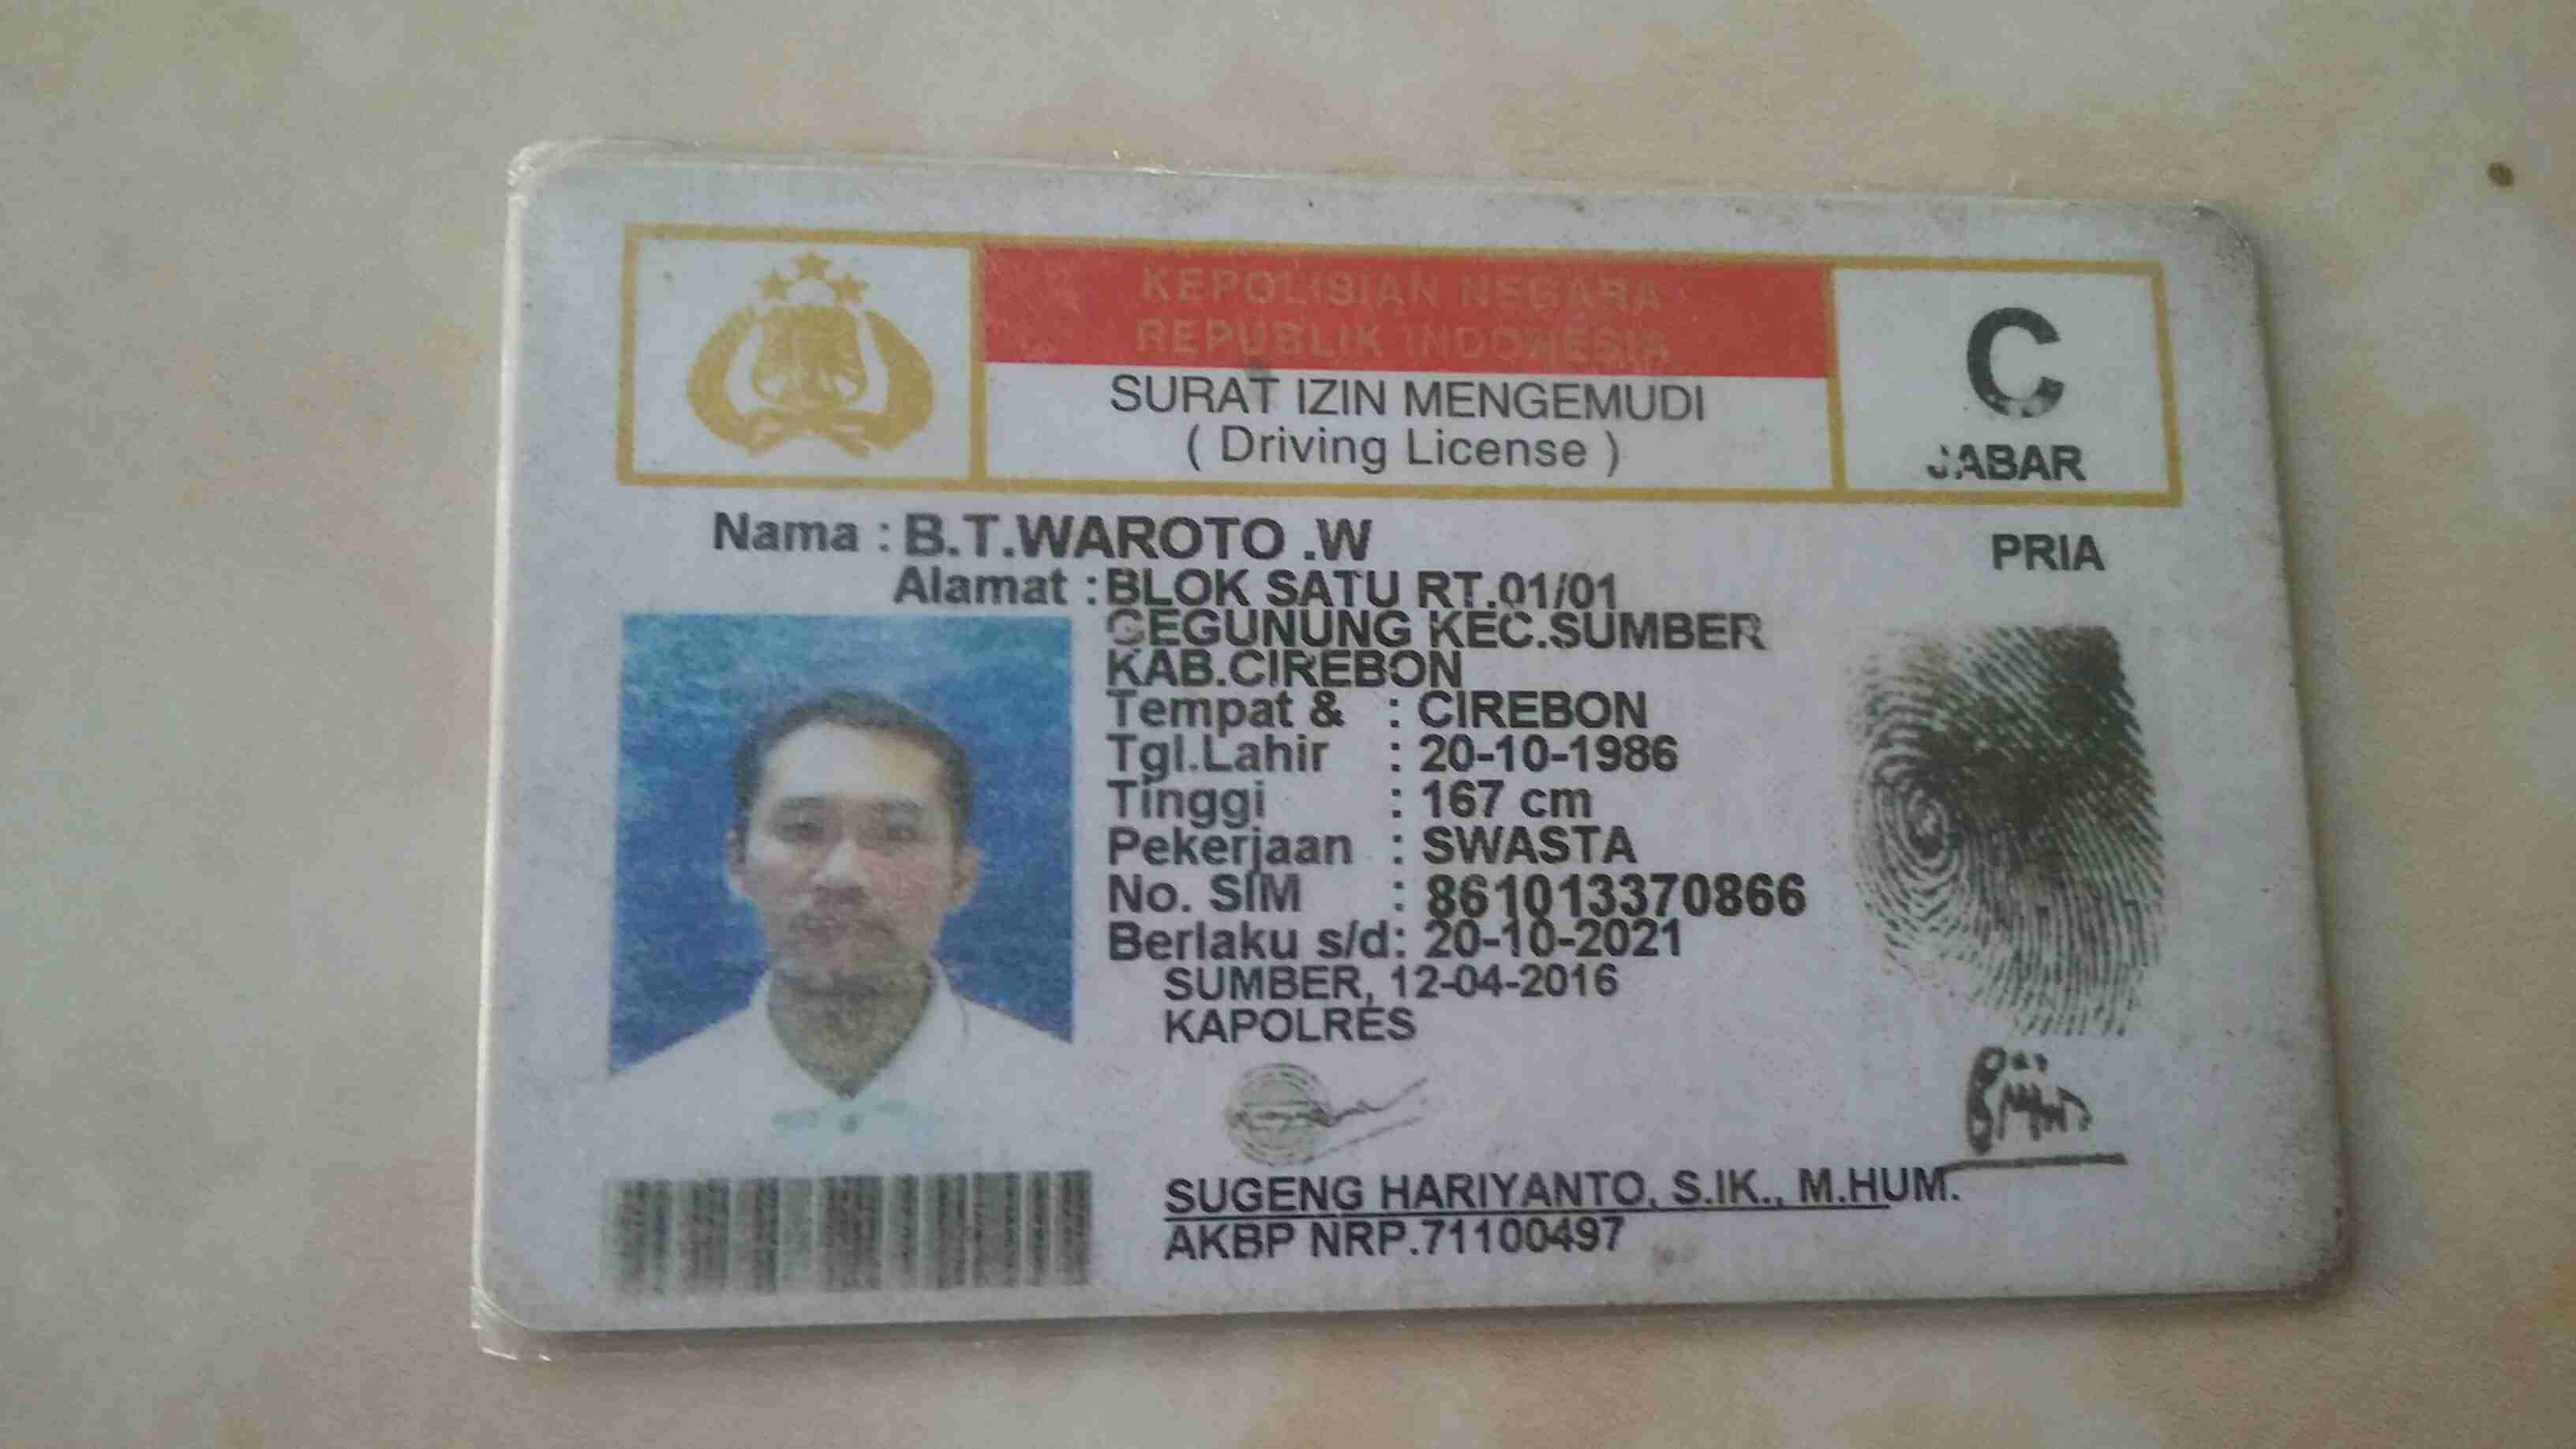 KEPOLISIAN NEGARA
REPUBLIK INDONESIA
SURAT IZIN MENGEMUDI
( Driving License )
C
JABAR
Nama : B.T.WAROTO .W
PRIA
Alamat : BLOK SATU RT.01/01
GEGUNUNG KEC.SUMBER
KAB.CIREBON
Tempat & : CIREBON
Tgl.Lahir : 20-10-1986
Tinggi : 167 cm
Pekerjaan : SWASTA
No. SIM : 861013370866
Berlaku s/d: 20-10-2021
SUMBER, 12-04-2016
KAPOLRES
SUGENG HARIYANTO, S.IK., M.HUM.
AKBP NRP.71100497